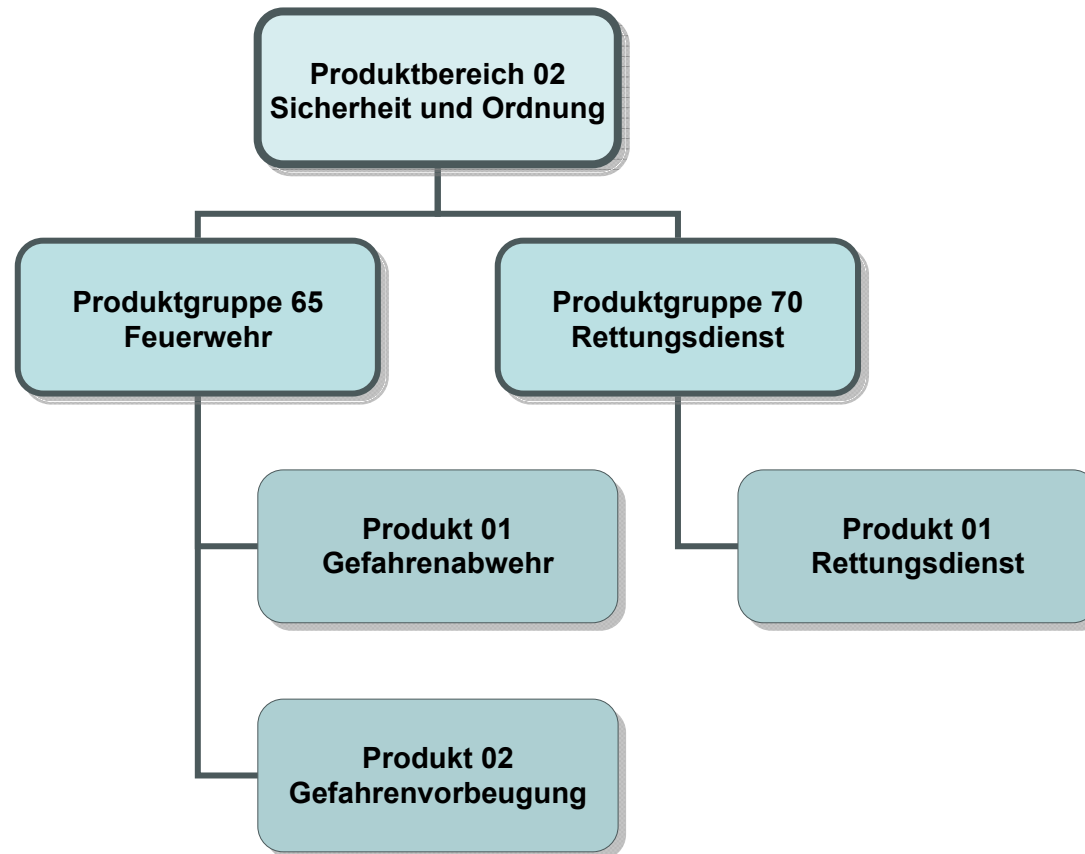 Produktbereich 02
Sicherheit und Ordnung
Produktgruppe 65
Feuerwehr
Produktgruppe 70
Rettungsdienst
Produkt 01
Gefahrenabwehr
Produkt 01
Rettungsdienst
Produkt 02
Gefahrenvorbeugung